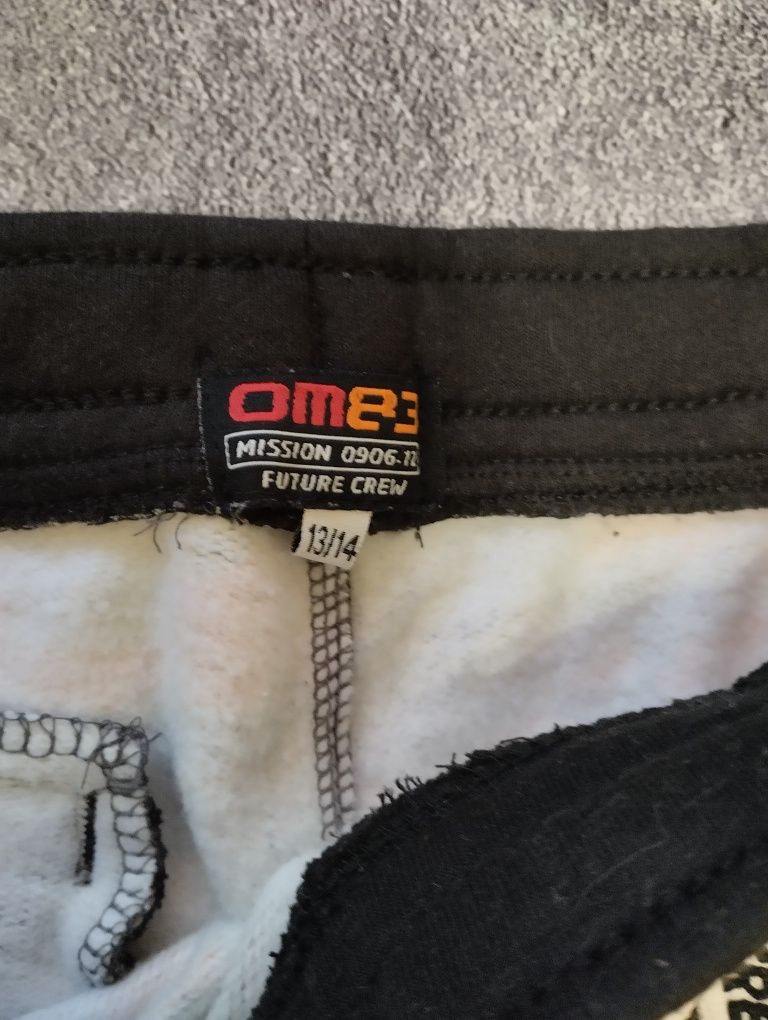 OM83
MISSION 0906-12
FUTURE CREW
13/14